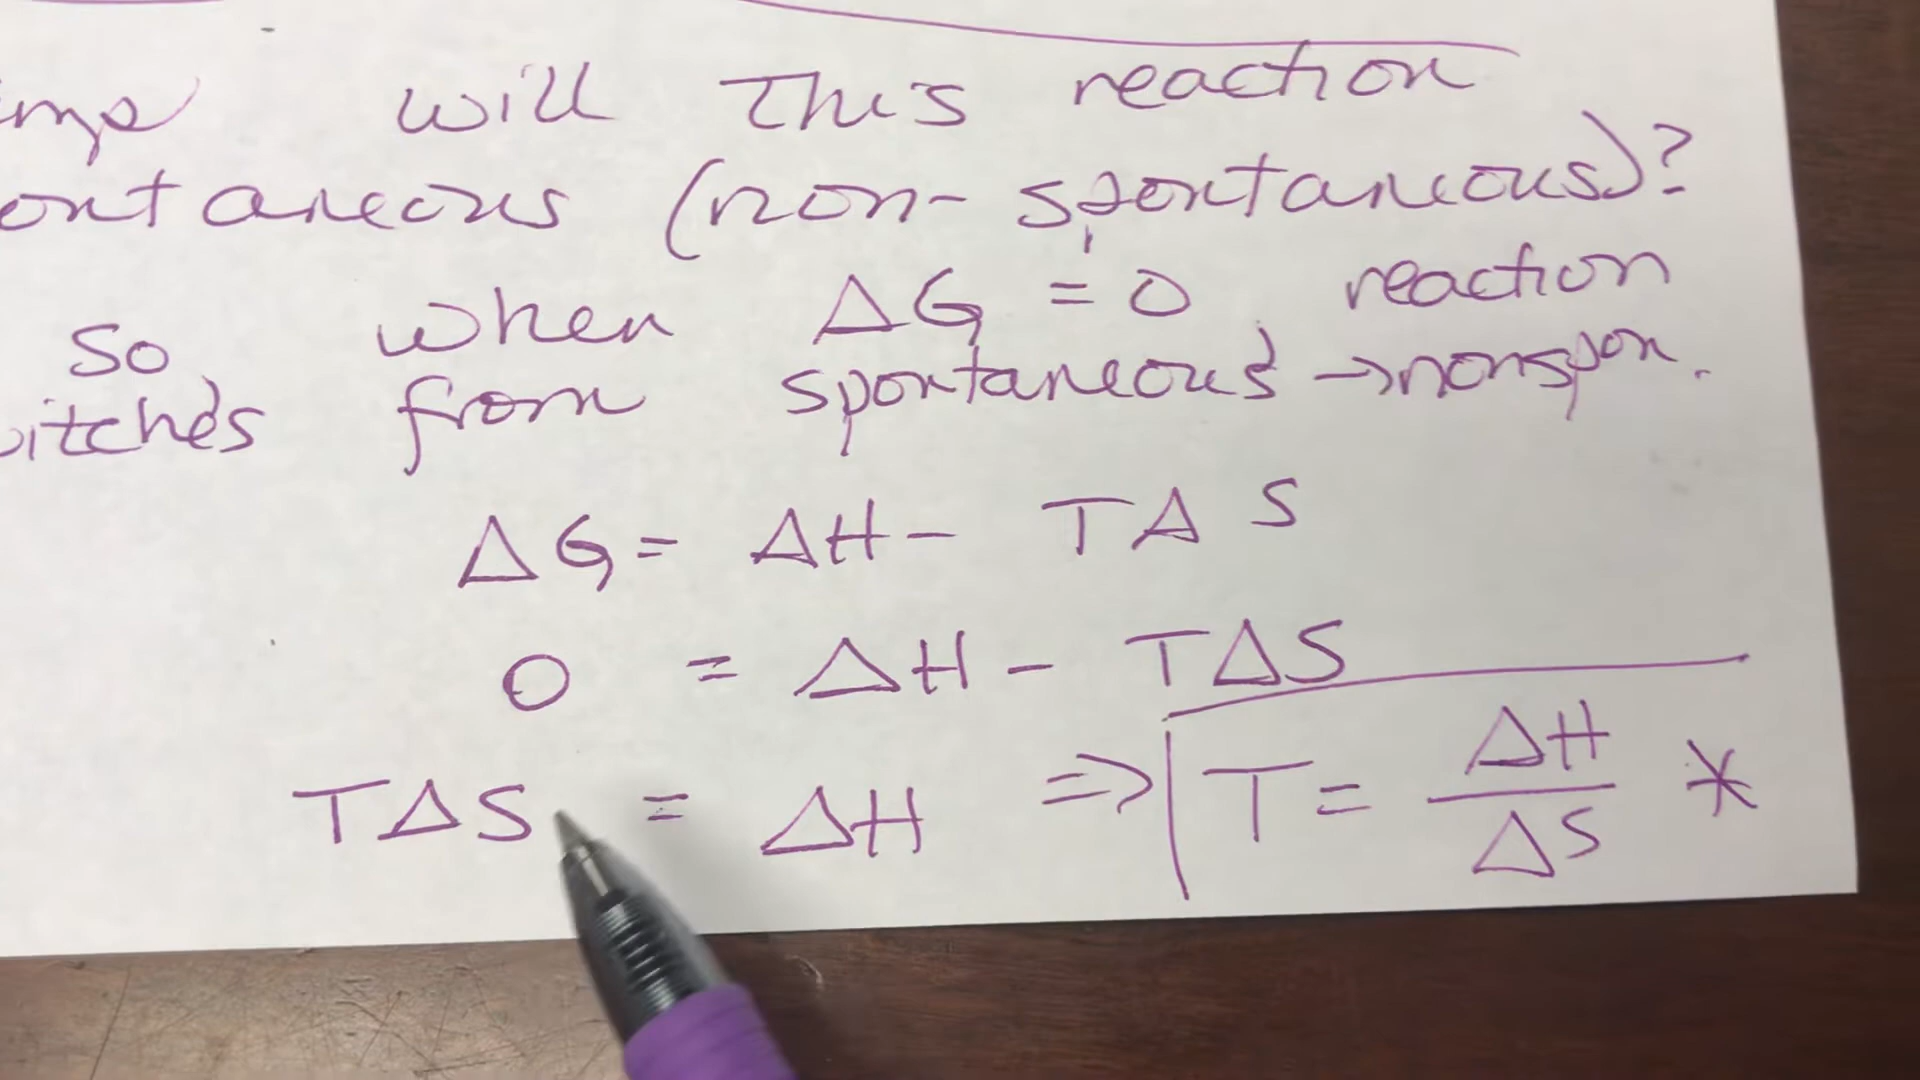 will this reaction
aneous (non-spontaneous)?
So when ΔG = 0 reaction
from spontaneous → nonspon.
ΔG = ΔH - TΔS
0 = ΔH - TΔS
TΔS = ΔH ⇒ T = ΔH/ΔS *